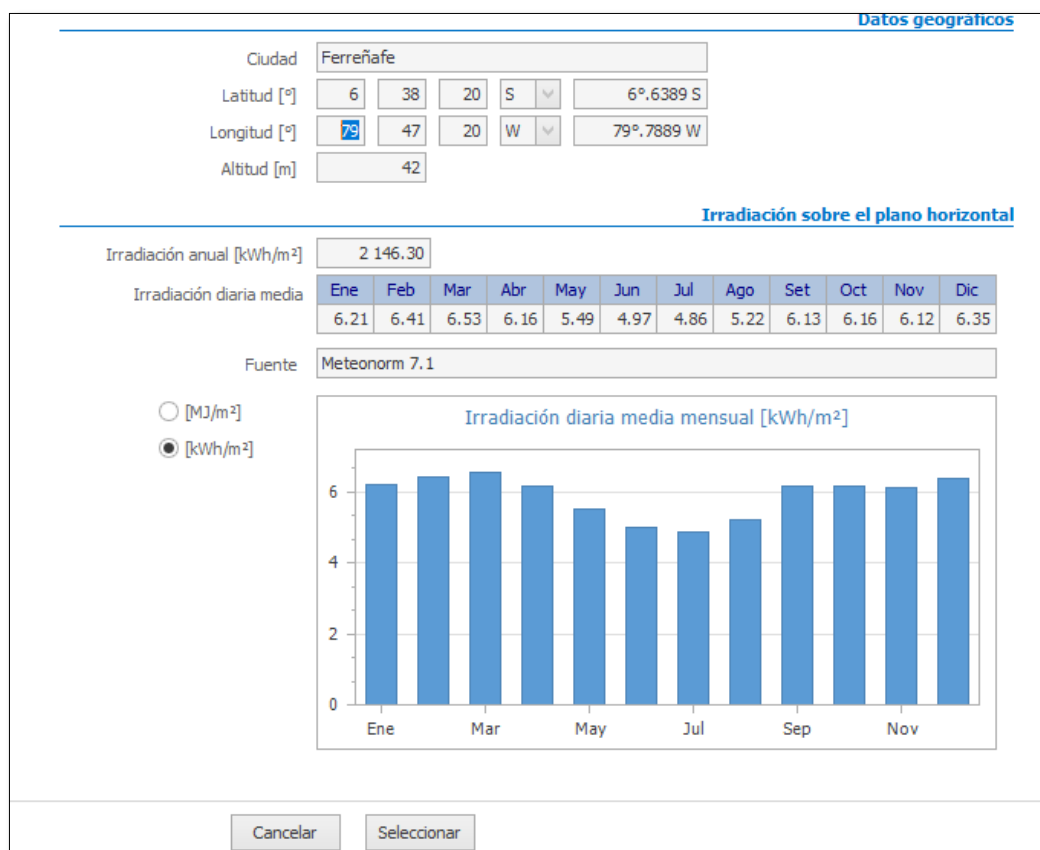 Datos geográficos
Ciudad Ferreñafe
Latitud [°] 6 38 20 S 6°.6389 S
Longitud [°] 79 47 20 W 79°.7889 W
Altitud [m] 42
Irradiación sobre el plano horizontal
Irradiación anual [kWh/m²] 2 146.30
Irradiación diaria media Ene Feb Mar Abr May Jun Jul Ago Set Oct Nov Dic
6.21 6.41 6.53 6.16 5.49 4.97 4.86 5.22 6.13 6.16 6.12 6.35
Fuente Meteonorm 7.1
[MJ/m²]
[kWh/m²]
Irradiación diaria media mensual [kWh/m²]
6
4
2
0
Ene Mar May Jul Sep Nov
Cancelar Seleccionar